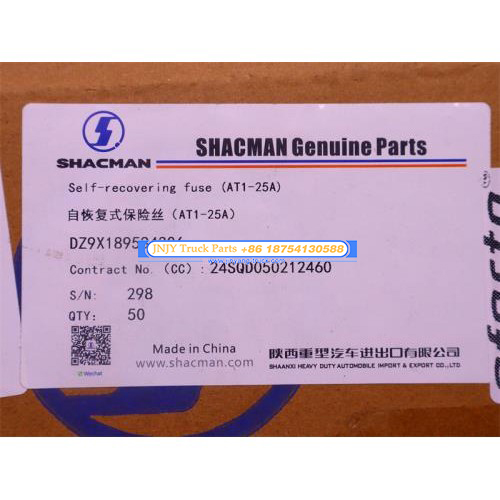 SHACMAN
SHACMAN Genuine Parts
Self-recovering fuse (AT1-25A)
自恢复式保险丝(AT1-25A)
JNJY Truck Parts +86 18754130588
Contract No. (CC): 24SQD050212460
S/N: 298
QTY: 50
Made in China
www.shacman.com
Wechat
陕西重型汽车进出口有限公司
SHAANXI HEAVY DUTY AUTOMOBILE IMPORT & EXPORT CO., LTD